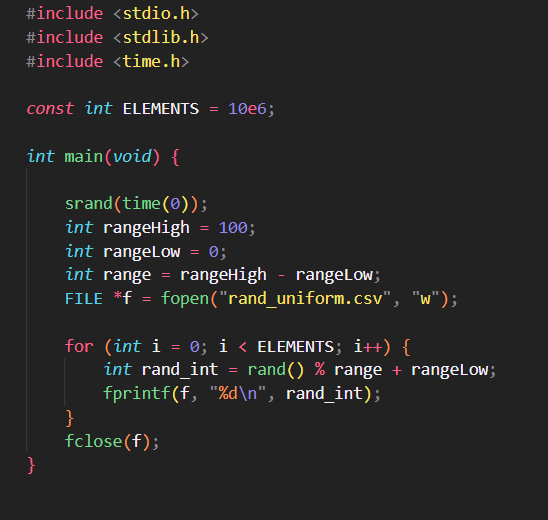 #include <stdio.h>
#include <stdlib.h>
#include <time.h>
const int ELEMENTS = 10e6;
int main(void) {
srand(time(0));
int rangeHigh = 100;
int rangeLow = 0;
int range = rangeHigh - rangeLow;
FILE *f = fopen("rand_uniform.csv", "w");
for (int i = 0; i < ELEMENTS; i++) {
int rand_int = rand() % range + rangeLow;
fprintf(f, "%d\n", rand_int);
}
fclose(f);
}